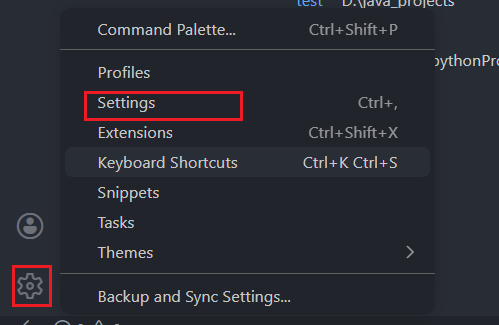 test D:\java_projects
Command Palette... Ctrl+Shift+P
pythonPro
Profiles
Settings Ctrl+,
Extensions Ctrl+Shift+X
Keyboard Shortcuts Ctrl+K Ctrl+S
Snippets
Tasks
Themes
Backup and Sync Settings...